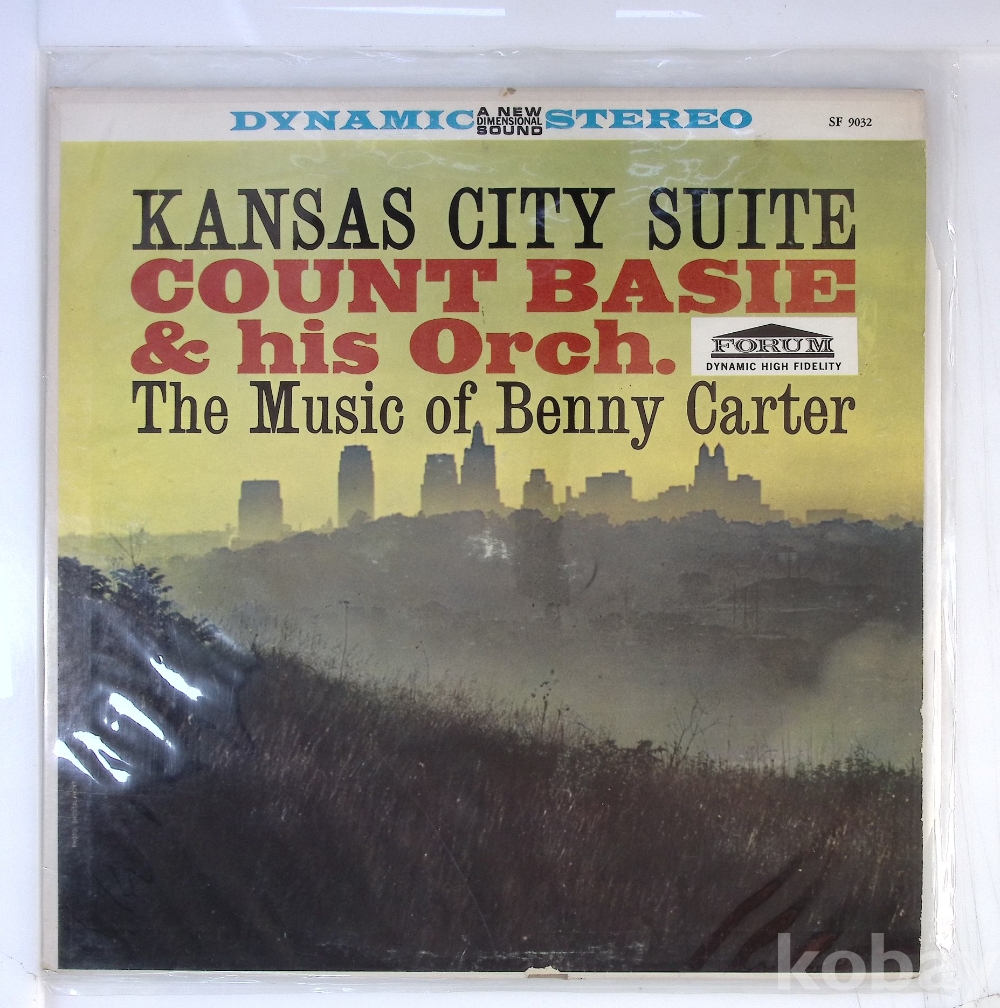 DYNAMIC A NEW DIMENSIONAL SOUND STEREO
SF 9032
KANSAS CITY SUITE
COUNT BASIE
& his Orch.
FORUM
DYNAMIC HIGH FIDELITY
The Music of Benny Carter
koba